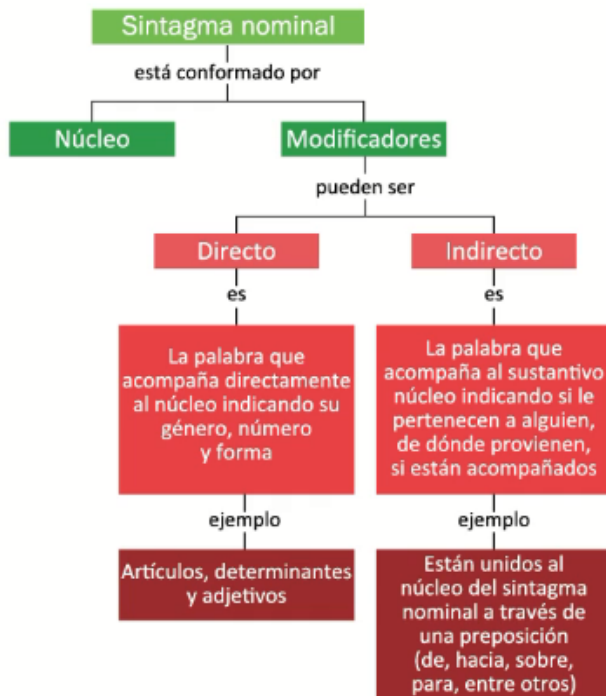 Sintagma nominal
está conformado por
Núcleo
Modificadores
pueden ser
Directo
Indirecto
es
es
La palabra que
acompaña directamente
al núcleo indicando su
género, número
y forma
La palabra que
acompaña al sustantivo
núcleo indicando si le
pertenecen a alguien,
de dónde provienen,
si están acompañados
ejemplo
ejemplo
Artículos, determinantes
y adjetivos
Están unidos al
núcleo del sintagma
nominal a través de
una preposición
(de, hacia, sobre,
para, entre otros)